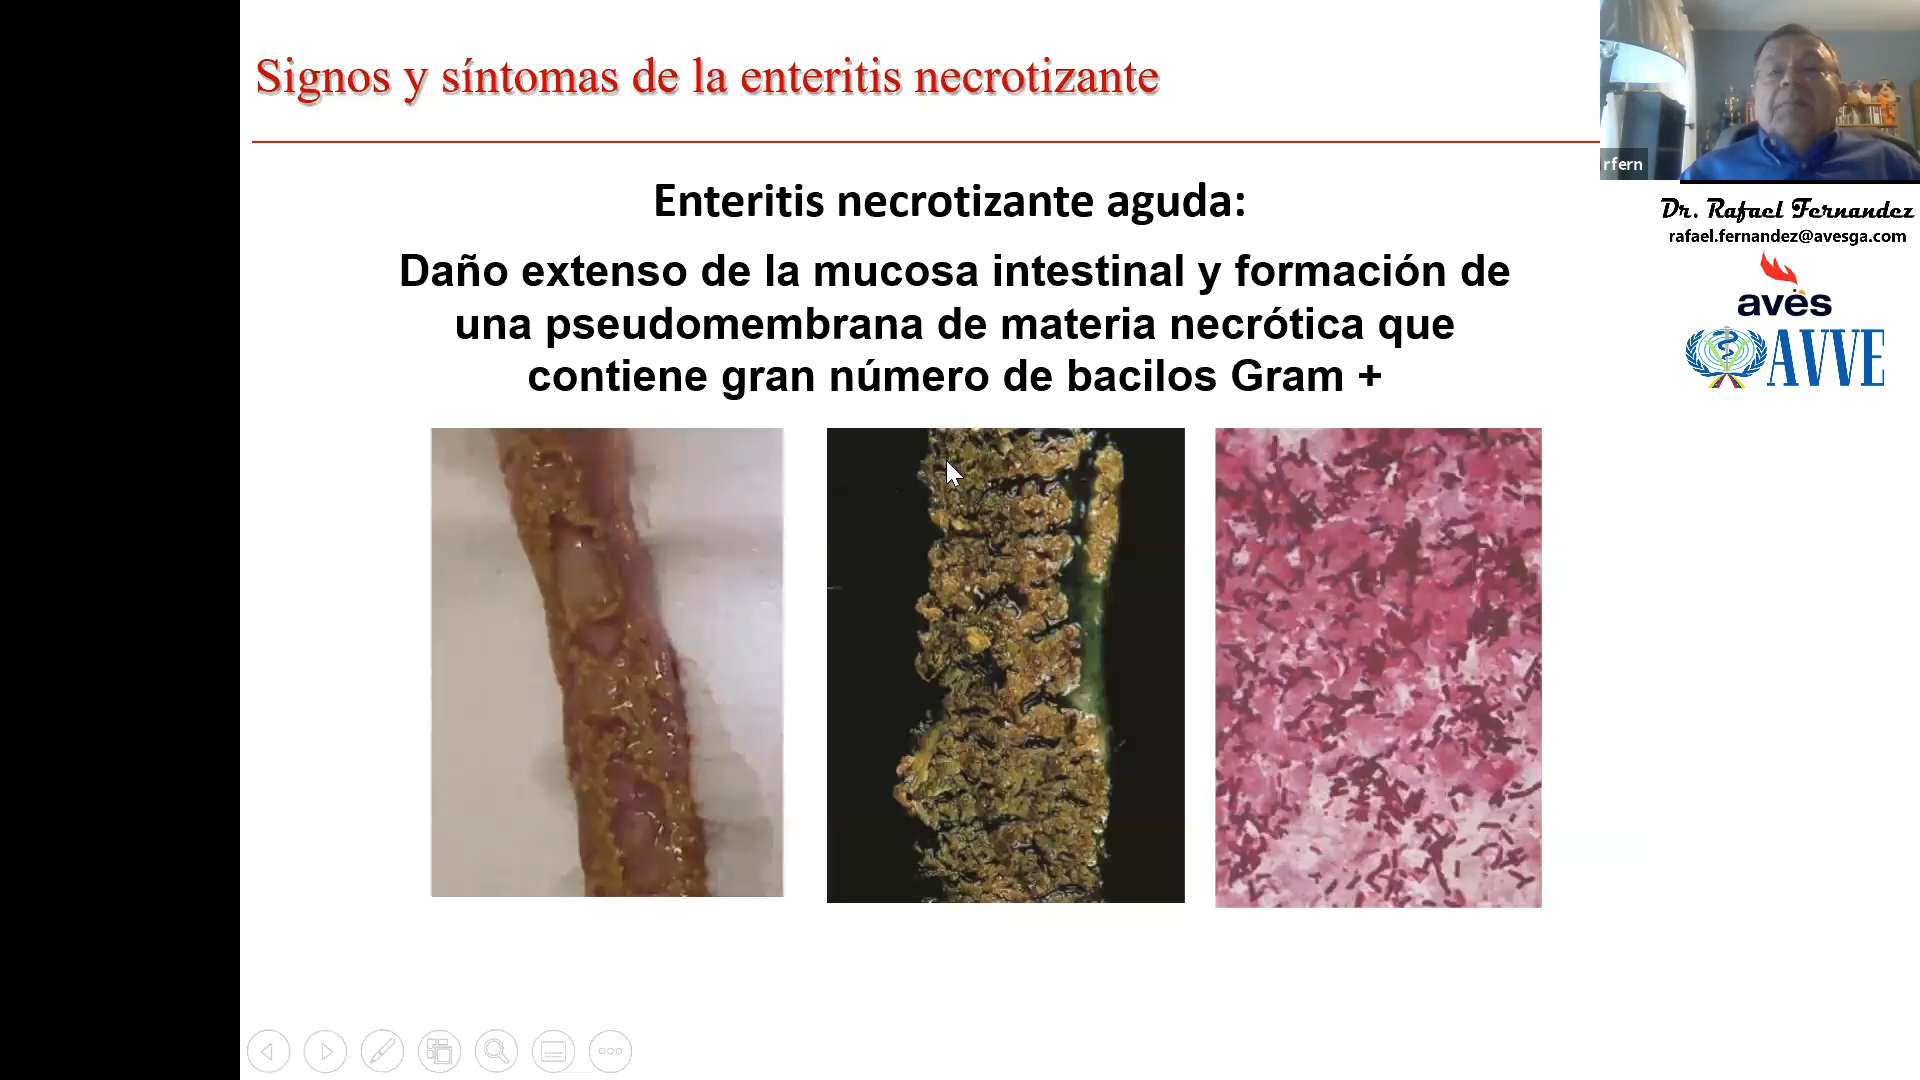 Signos y síntomas de la enteritis necrotizante
Enteritis necrotizante aguda:
Daño extenso de la mucosa intestinal y formación de
una pseudomembrana de materia necrótica que
contiene gran número de bacilos Gram +
rfern
Dr. Rafael Fernandez
rafael.fernandez@avesga.com
avès
AVVE